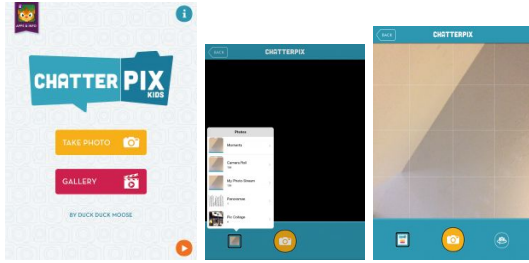 APPS & INFO
i
CHATTER PIX
KIDS
TAKE PHOTO
GALLERY
BY DUCK DUCK MOOSE
BACK
CHATTERPIX
Photos
Moments
Camera Roll
My Photo Stream
Panoramas
Pic Collage
BACK
CHATTERPIX